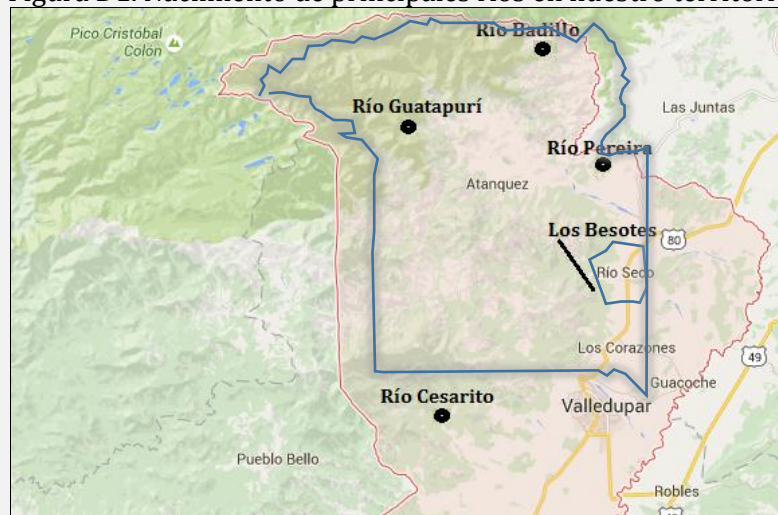 Río Badillo
Pico Cristóbal
Colón
Río Guatapurí
Las Juntas
Río Pereira
Atanquez
Los Besotes
80
Río Seco
Los Corazones
49
Guacoche
Río Cesarito
Valledupar
Pueblo Bello
Robles